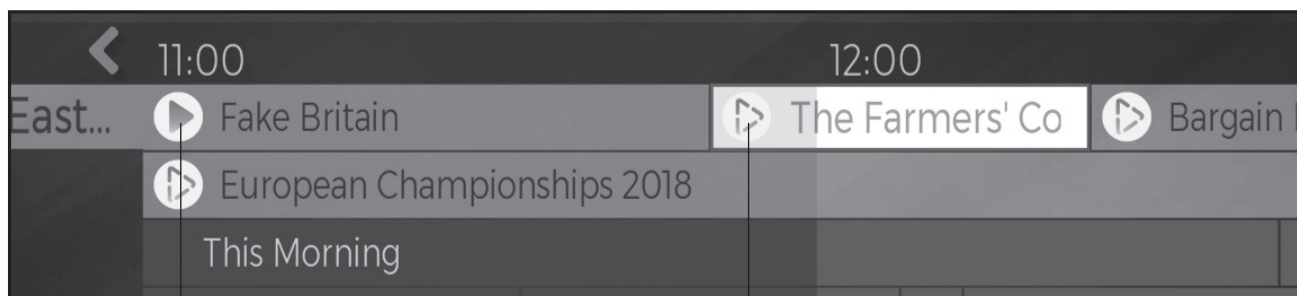 11:00 12:00
East... Fake Britain The Farmers' Co Bargain
European Championships 2018
This Morning